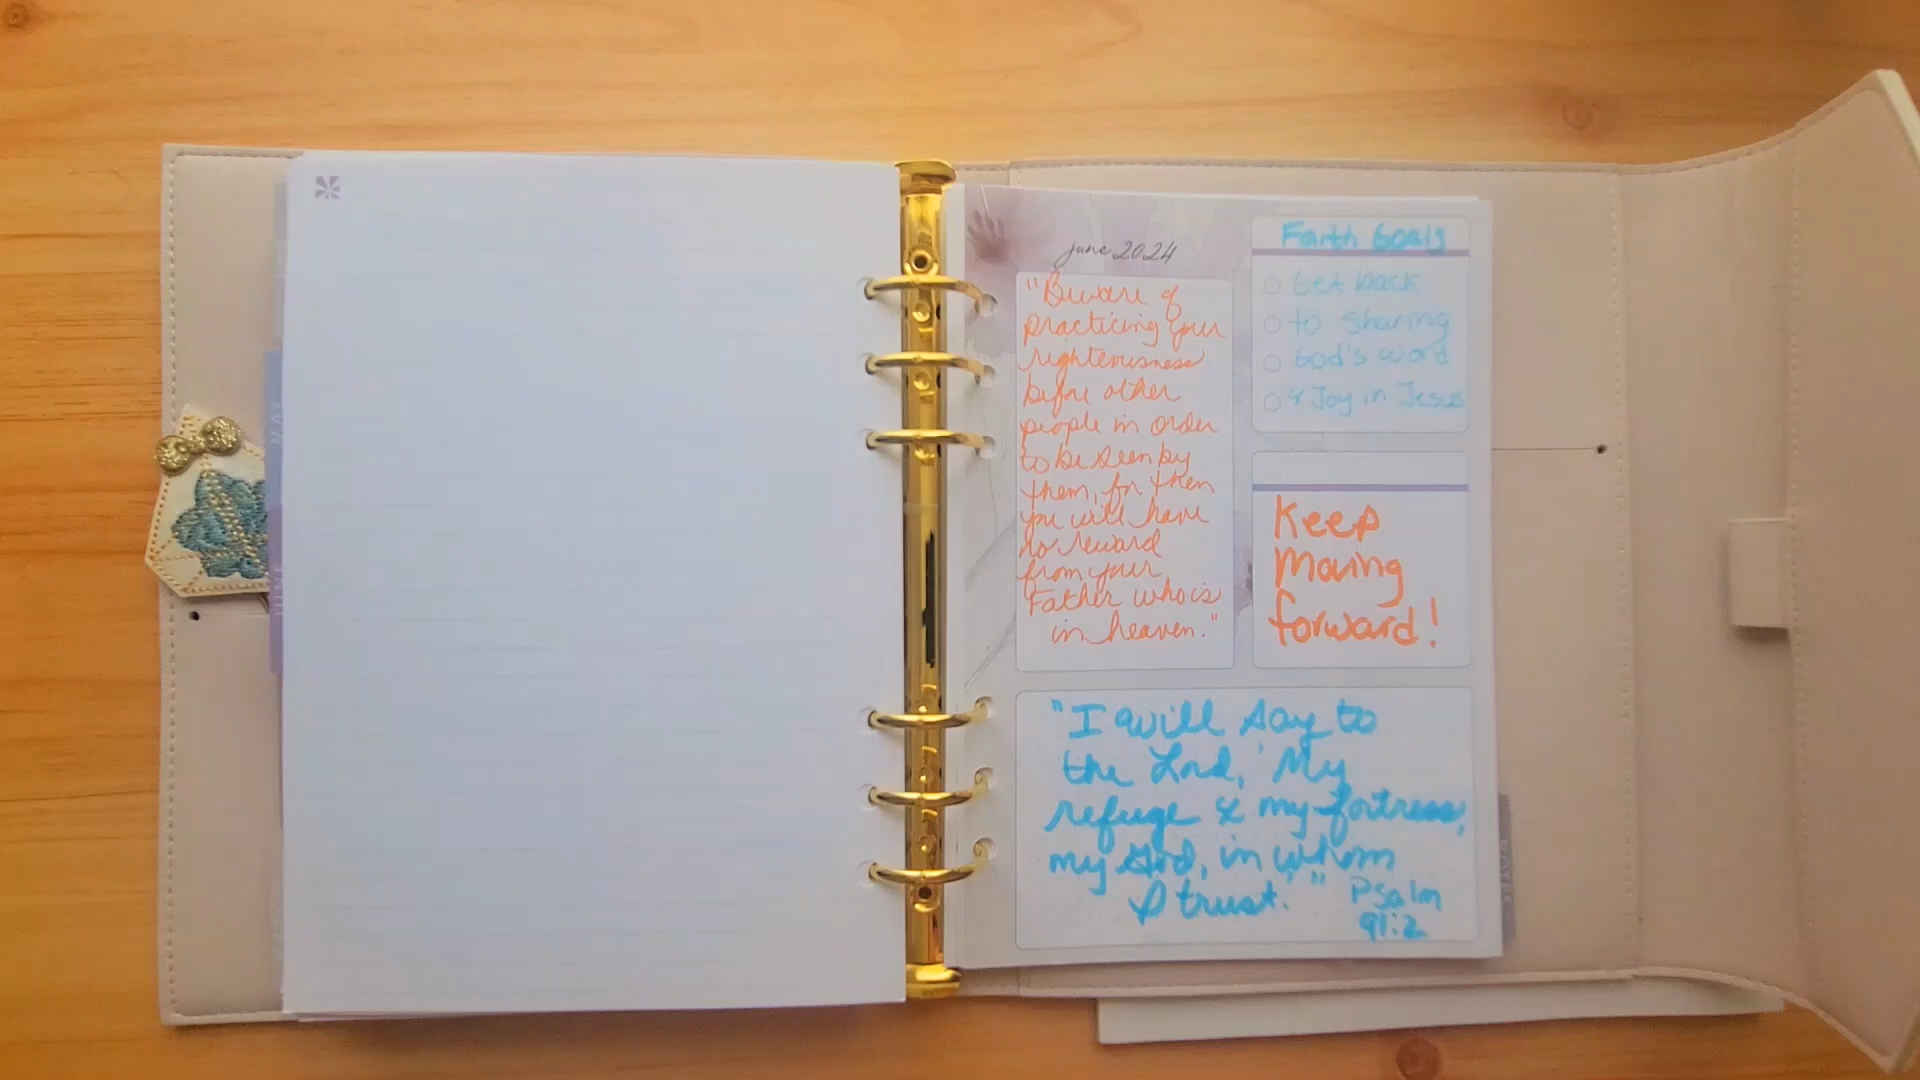 june 2024
"Beware of
practicing your
righteousness
before other
people in order
to be seen by
them, for then
you will have
no reward
from your
Father who is
in heaven."
Faith Goals
Get back
to sharing
God's word
& Joy in Jesus
Keep
Moving
forward!
"I will say to
the Lord, 'My
refuge & my fortress,
my God, in whom
I trust.'"
Psalm
91:2
MAY
JUNE
NOTES